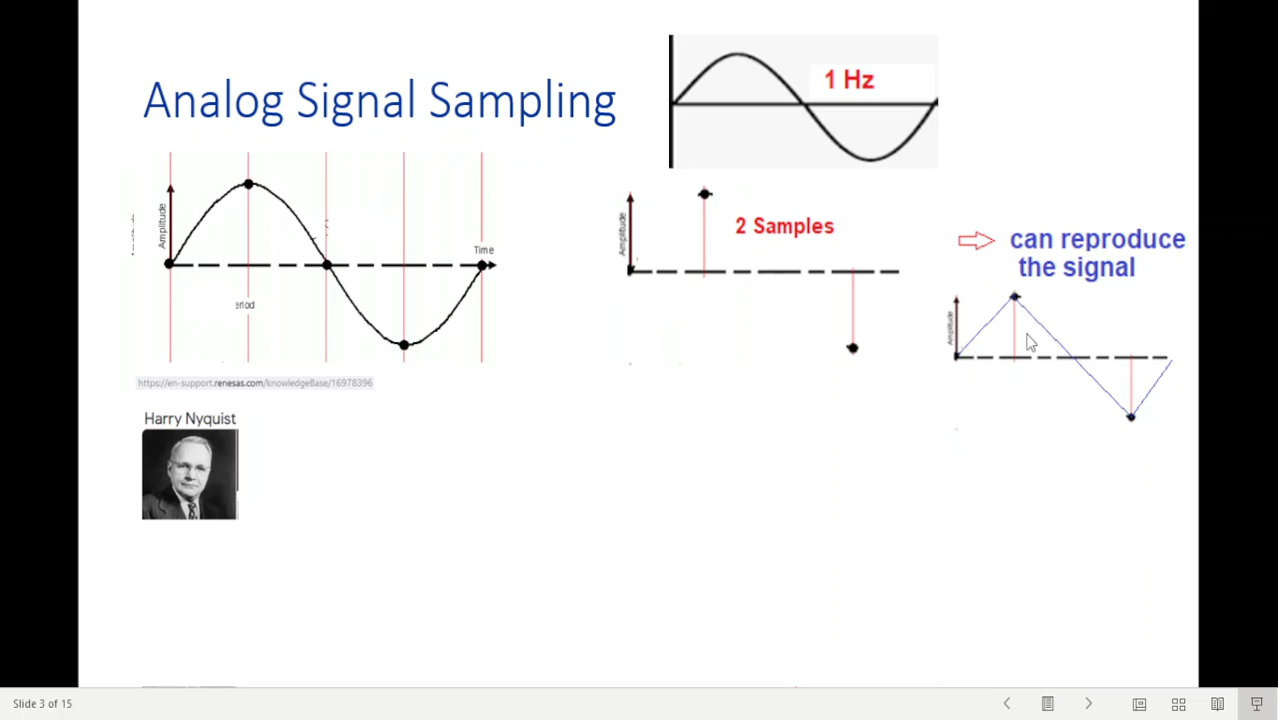 Analog Signal Sampling
1 Hz
Amplitude
Time
eriod
https://en-support.renesas.com/knowledgeBase/16978396
Amplitude
2 Samples
can reproduce
the signal
Amplitude
Harry Nyquist
Slide 3 of 15